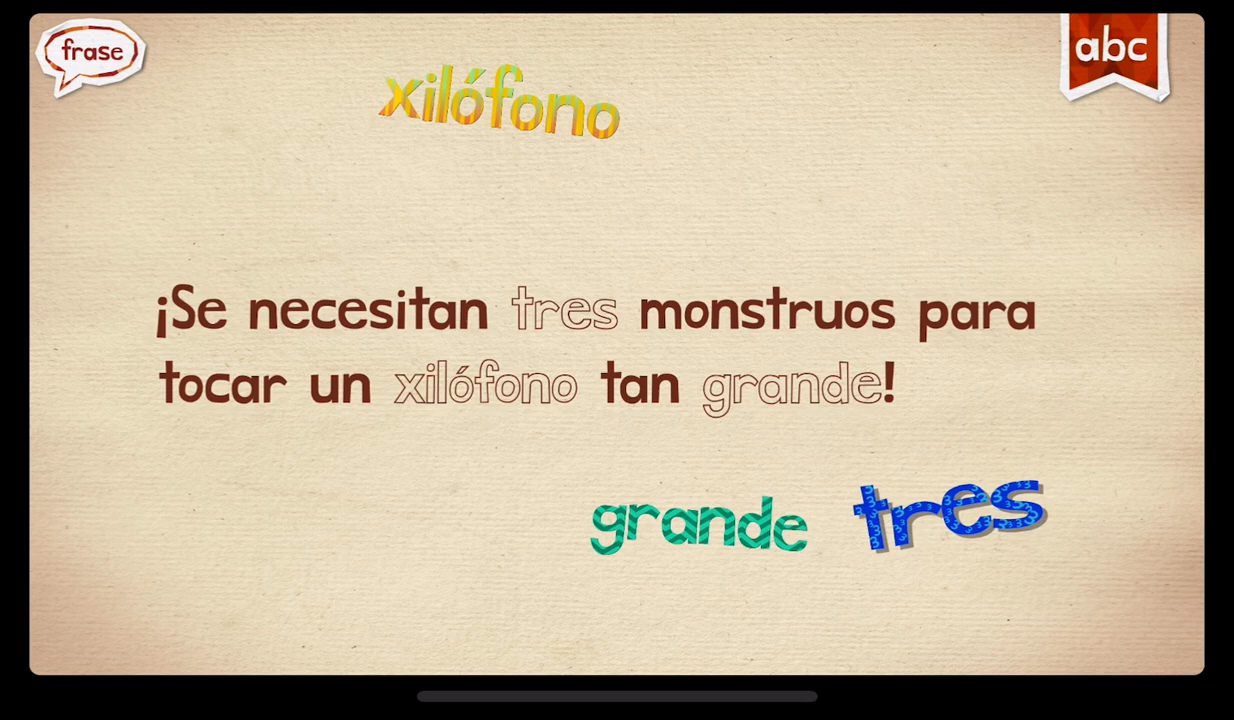 frase
abc
xilófono
¡Se necesitan tres monstruos para
tocar un xilófono tan grande!
grande tres